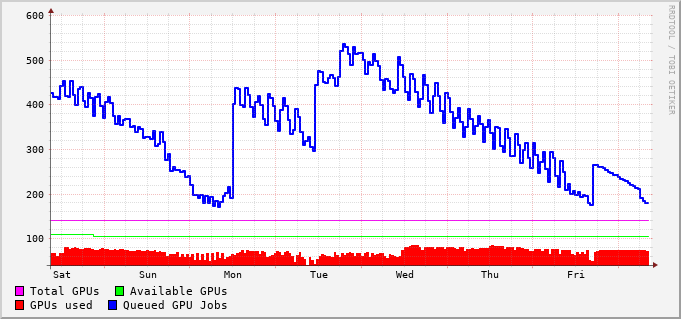 600
500
400
300
200
100
Sat Sun Mon Tue Wed Thu Fri
Total GPUs Available GPUs
GPUs used Queued GPU Jobs
RRDTOOL / TOBI OETIKER